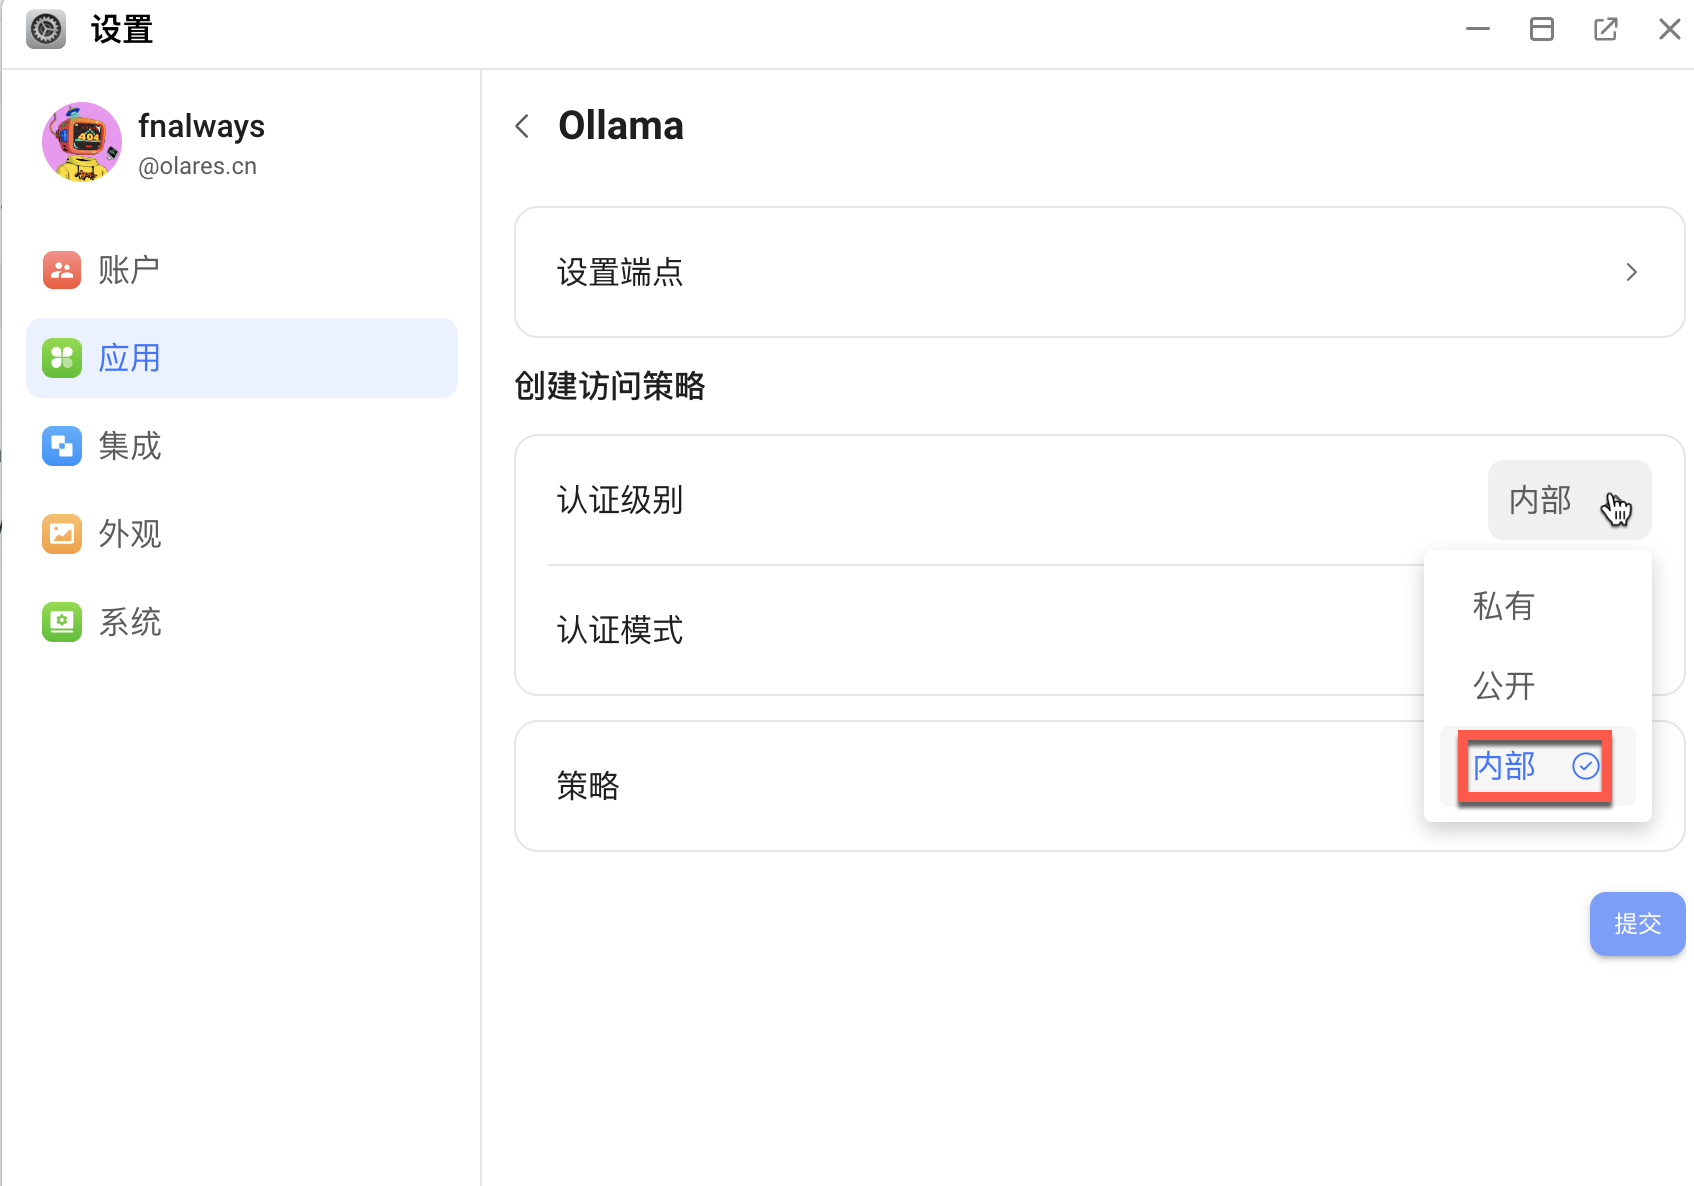 设置
fnalways
@olares.cn
账户
应用
集成
外观
系统
Ollama
设置端点
创建访问策略
认证级别
内部
认证模式
私有
公开
内部
策略
提交
404